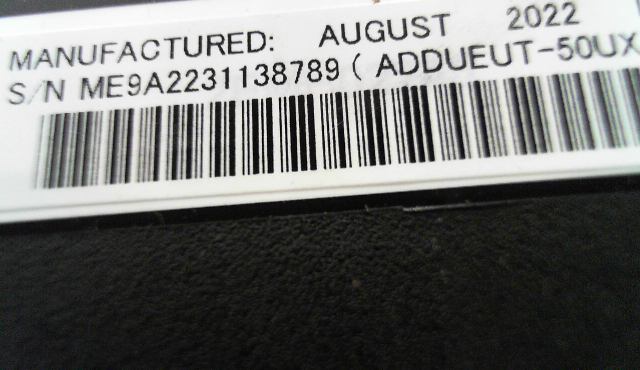 MANUFACTURED: AUGUST 2022
S/N ME9A2231138789 ( ADDUEUT-50UX